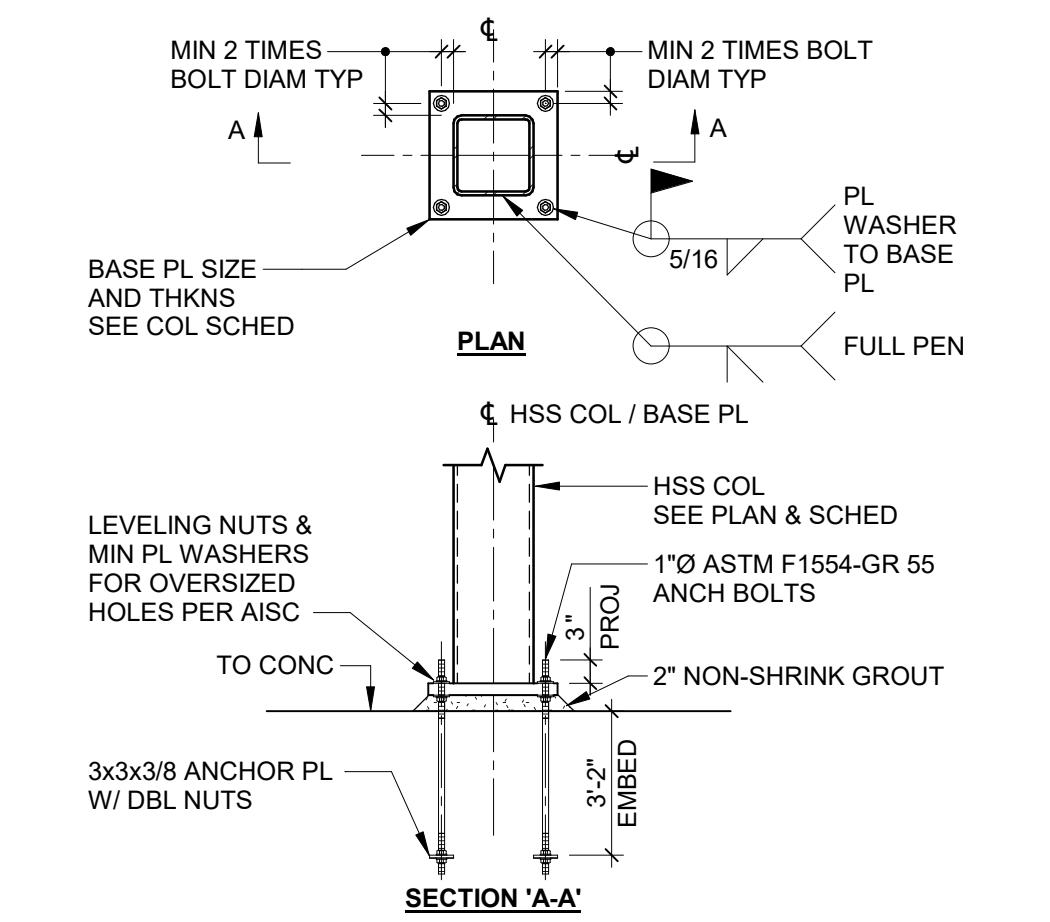 ℄
MIN 2 TIMES
BOLT DIAM TYP
MIN 2 TIMES BOLT
DIAM TYP
A
A
℄
PL
WASHER
TO BASE
PL
5/16
BASE PL SIZE
AND THKNS
SEE COL SCHED
PLAN
FULL PEN
℄ HSS COL / BASE PL
HSS COL
SEE PLAN & SCHED
LEVELING NUTS &
MIN PL WASHERS
FOR OVERSIZED
HOLES PER AISC
1"Ø ASTM F1554-GR 55
ANCH BOLTS
3"
PROJ
TO CONC
2" NON-SHRINK GROUT
3x3x3/8 ANCHOR PL
W/ DBL NUTS
3'-2"
EMBED
SECTION 'A-A'